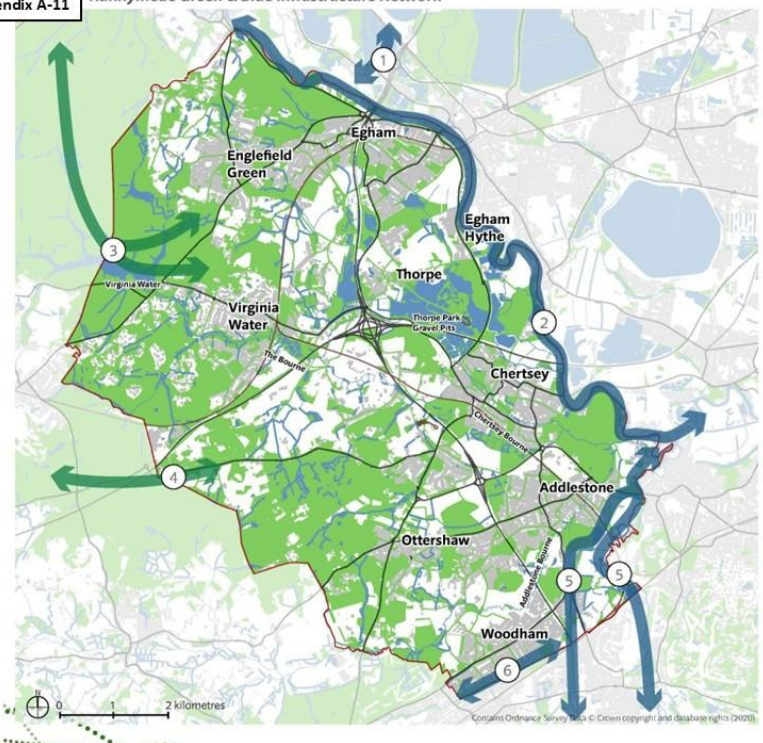 endix A-11
1
Egham
Englefield
Green
Egham
Hythe
3
Thorpe
Virginia Water
Virginia
Water
Thorpe Park
Gravel Pits
2
The Bourne
Chertsey
Chertsey Bourne
4
Addlestone
Ottershaw
Addlestone Bourne
5
5
Woodham
6
N
0 1 2 kilometres
Contains Ordnance Survey Data © Crown copyright and database rights (2020)